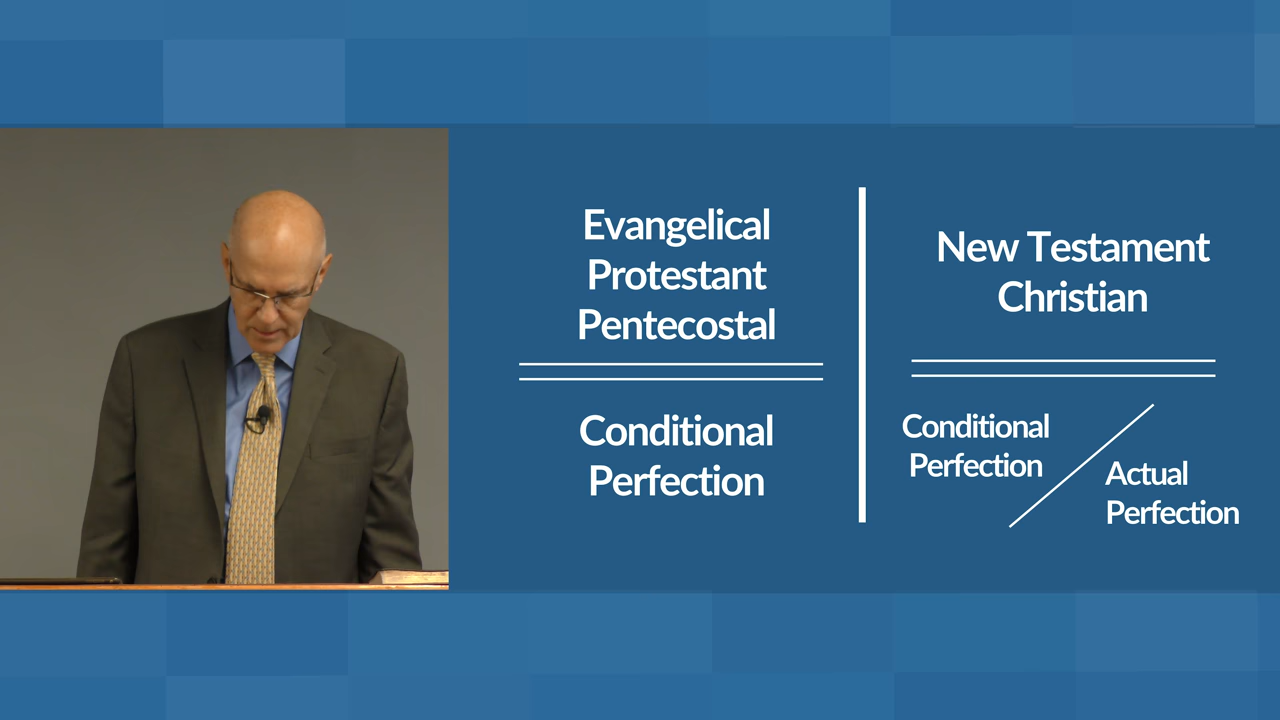 Evangelical
Protestant
Pentecostal
Conditional
Perfection
New Testament
Christian
Conditional
Perfection
Actual
Perfection